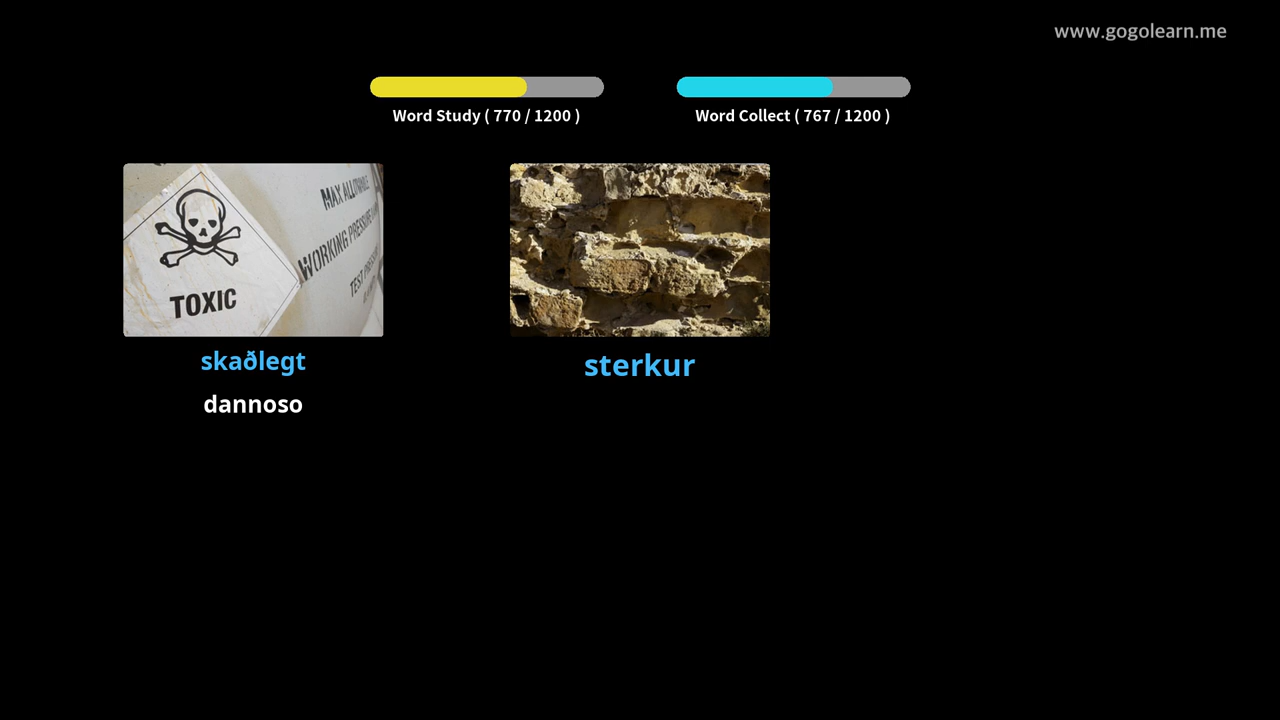 www.gogolearn.me
Word Study ( 770 / 1200 )
Word Collect ( 767 / 1200 )
MAX ALLOWABLE
WORKING PRESSURE
TEST PRESSURE
TOXIC
skaðlegt
sterkur
dannoso